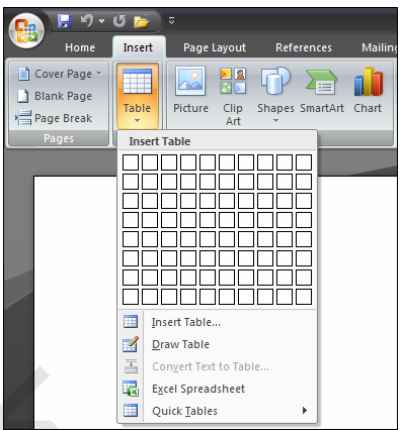 Home Insert Page Layout References Mailing
Cover Page
Blank Page
Page Break
Pages
Table
Picture Clip Art Shapes SmartArt Chart
Insert Table
Insert Table...
Draw Table
Convert Text to Table...
Excel Spreadsheet
Quick Tables